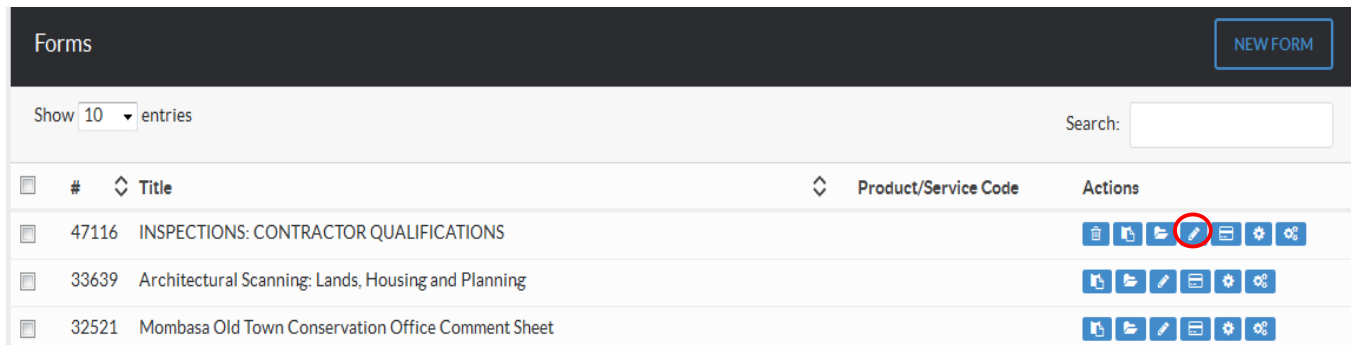 Forms
NEW FORM
Show 10 entries
Search:
# Title Product/Service Code Actions
47116 INSPECTIONS: CONTRACTOR QUALIFICATIONS
33639 Architectural Scanning: Lands, Housing and Planning
32521 Mombasa Old Town Conservation Office Comment Sheet